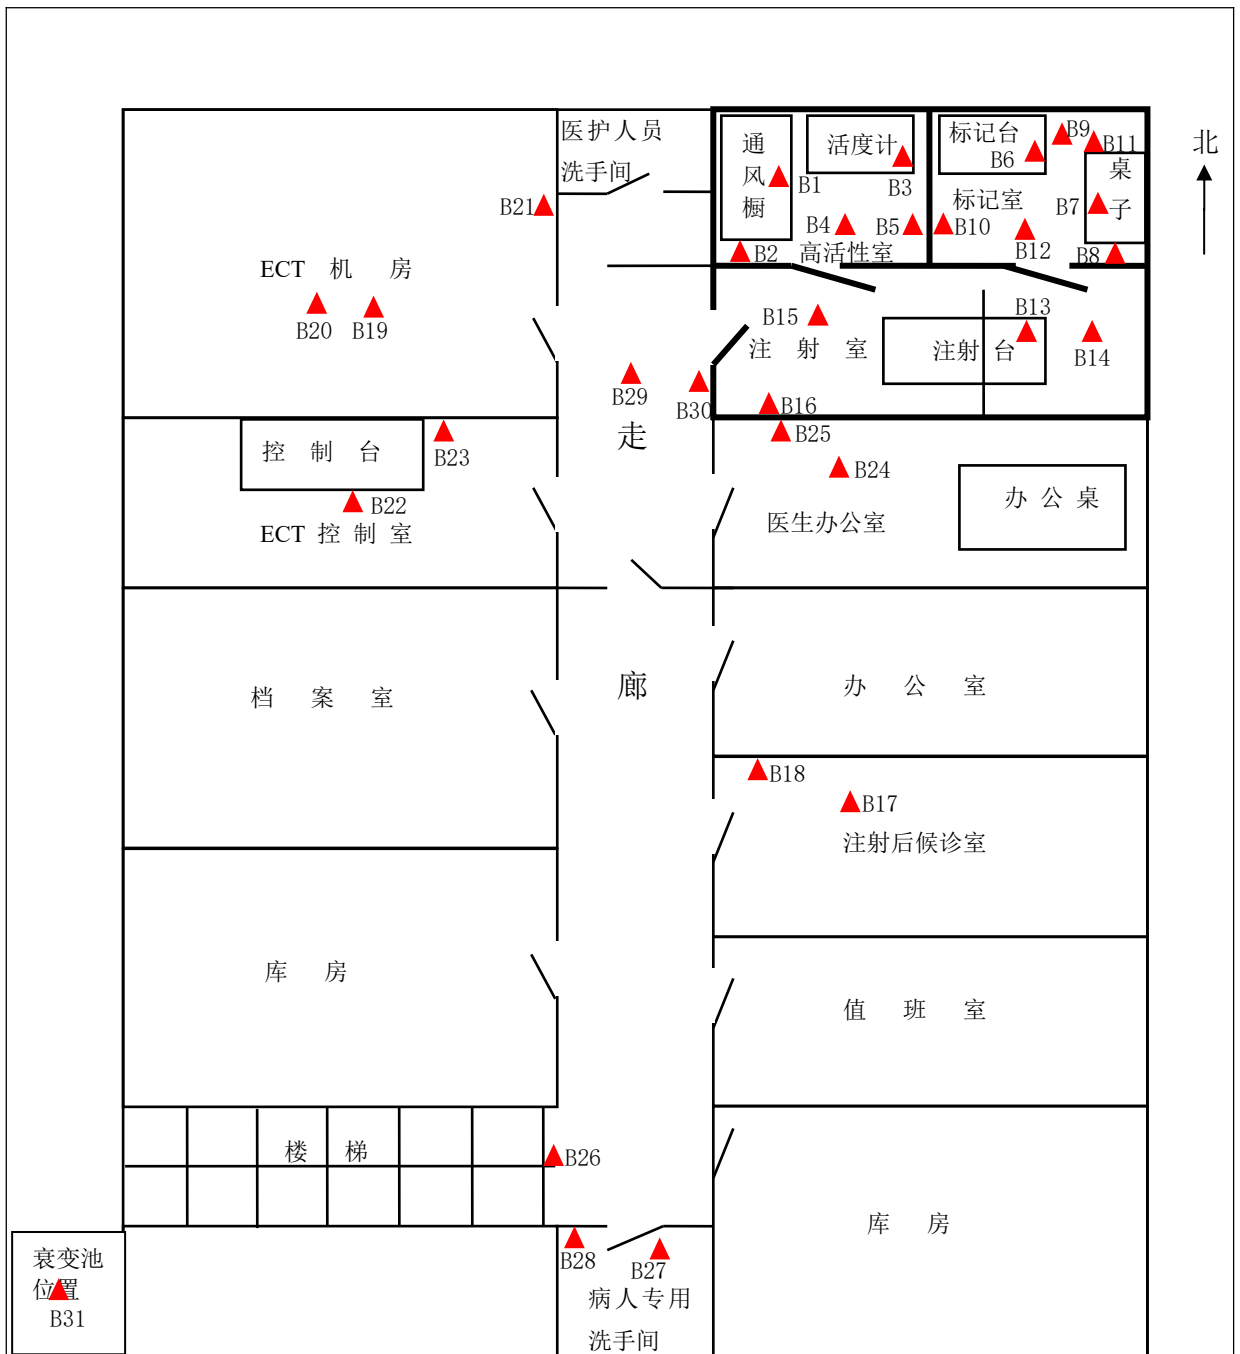 医护人员
洗手间
通
风
橱
活度计
标记台
B9
B11
北
B6
桌
子
B1
B3
标记室
B7
B21
B4
B5
B10
B12
高活性室
B2
B8
ECT 机 房
B20
B19
B15
B13
注 射 室
注射 台
B14
B29
B30
B16
走
B25
控 制 台
B23
B24
B22
办 公 桌
ECT 控 制 室
医生办公室
档 案 室
廊
办 公 室
B18
B17
注射后候诊室
库 房
值 班 室
楼 梯
B26
库 房
衰变池
位置
B31
B28
B27
病人专用
洗手间